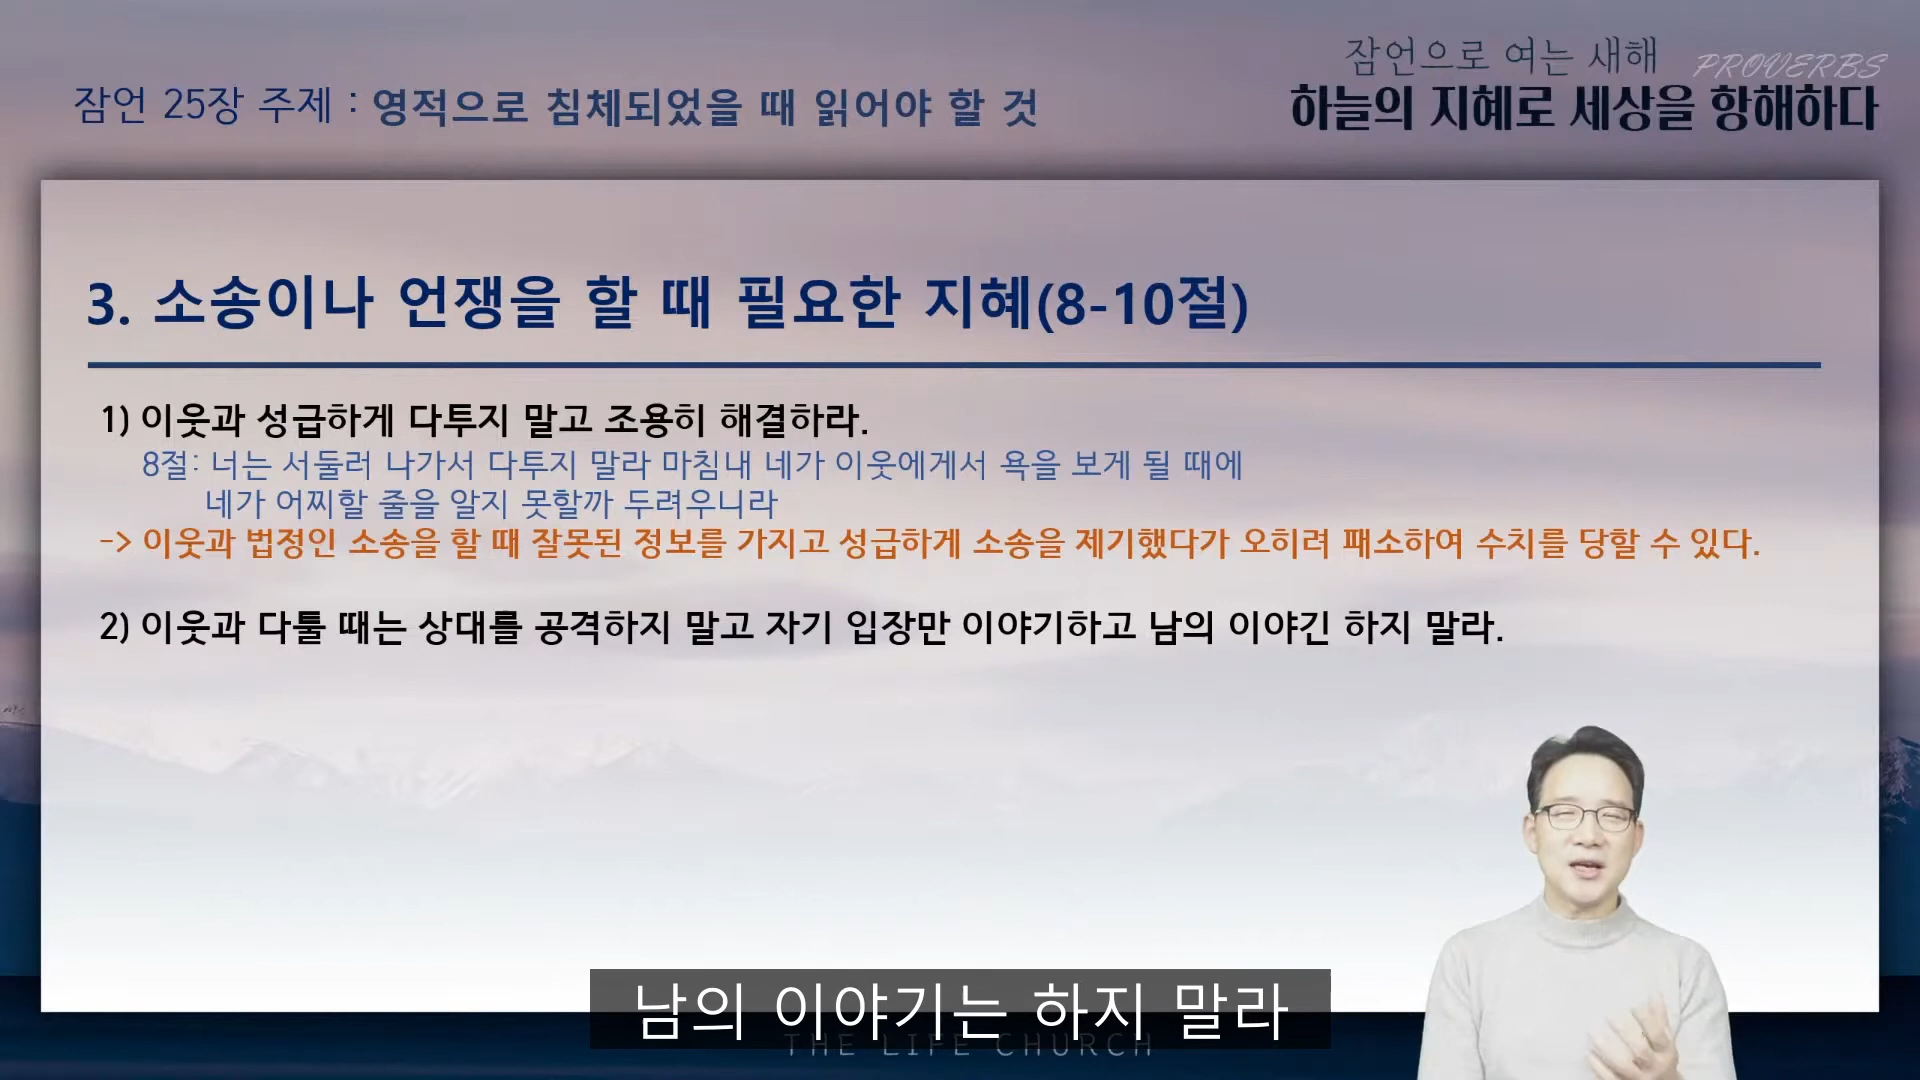 잠언으로 여는 새해 PROVERBS
잠언 25장 주제 : 영적으로 침체되었을 때 읽어야 할 것
하늘의 지혜로 세상을 항해하다
3. 소송이나 언쟁을 할 때 필요한 지혜(8-10절)
1) 이웃과 성급하게 다투지 말고 조용히 해결하라.
8절: 너는 서둘러 나가서 다투지 말라 마침내 네가 이웃에게서 욕을 보게 될 때에
네가 어찌할 줄을 알지 못할까 두려우니라
-> 이웃과 법정인 소송을 할 때 잘못된 정보를 가지고 성급하게 소송을 제기했다가 오히려 패소하여 수치를 당할 수 있다.
2) 이웃과 다툴 때는 상대를 공격하지 말고 자기 입장만 이야기하고 남의 이야긴 하지 말라.
남의 이야기는 하지 말라
THE LIFE CHURCH